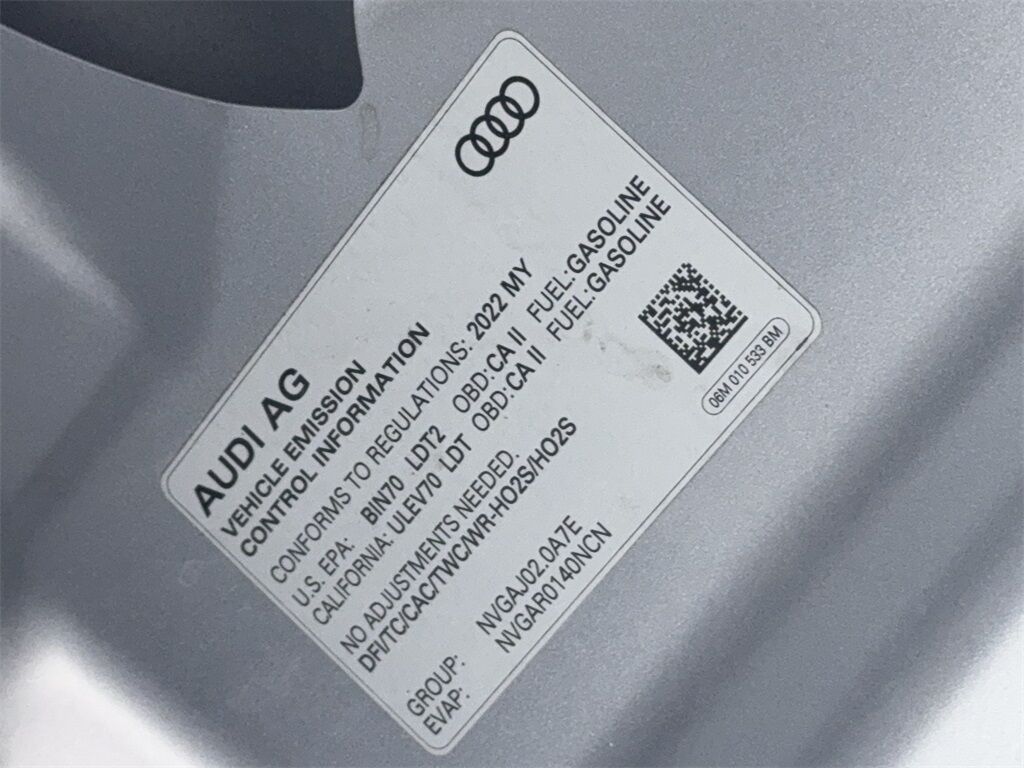 AUDI AG
VEHICLE EMISSION
CONTROL INFORMATION
CONFORMS TO REGULATIONS: 2022 MY
U.S. EPA: BIN70 LDT2 OBD: CA II FUEL: GASOLINE
CALIFORNIA: ULEV70 LDT OBD: CA II FUEL: GASOLINE
NO ADJUSTMENTS NEEDED.
DFI/TC/CAC/TWC/WR-HO2S/HO2S
GROUP: NVGAJ02.0A7E
EVAP: NVGAR0140NCN
06M 010 533 BM